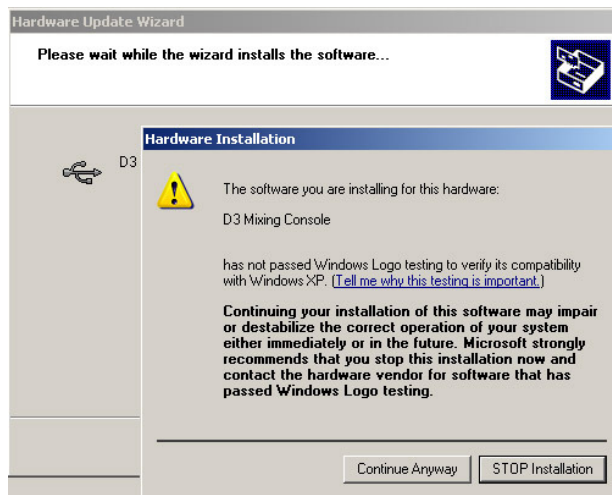 Hardware Update Wizard
Please wait while the wizard installs the software...
D3
Hardware Installation
The software you are installing for this hardware:
D3 Mixing Console
has not passed Windows Logo testing to verify its compatibility
with Windows XP. (Tell me why this testing is important.)
Continuing your installation of this software may impair
or destabilize the correct operation of your system
either immediately or in the future. Microsoft strongly
recommends that you stop this installation now and
contact the hardware vendor for software that has
passed Windows Logo testing.
Continue Anyway
STOP Installation